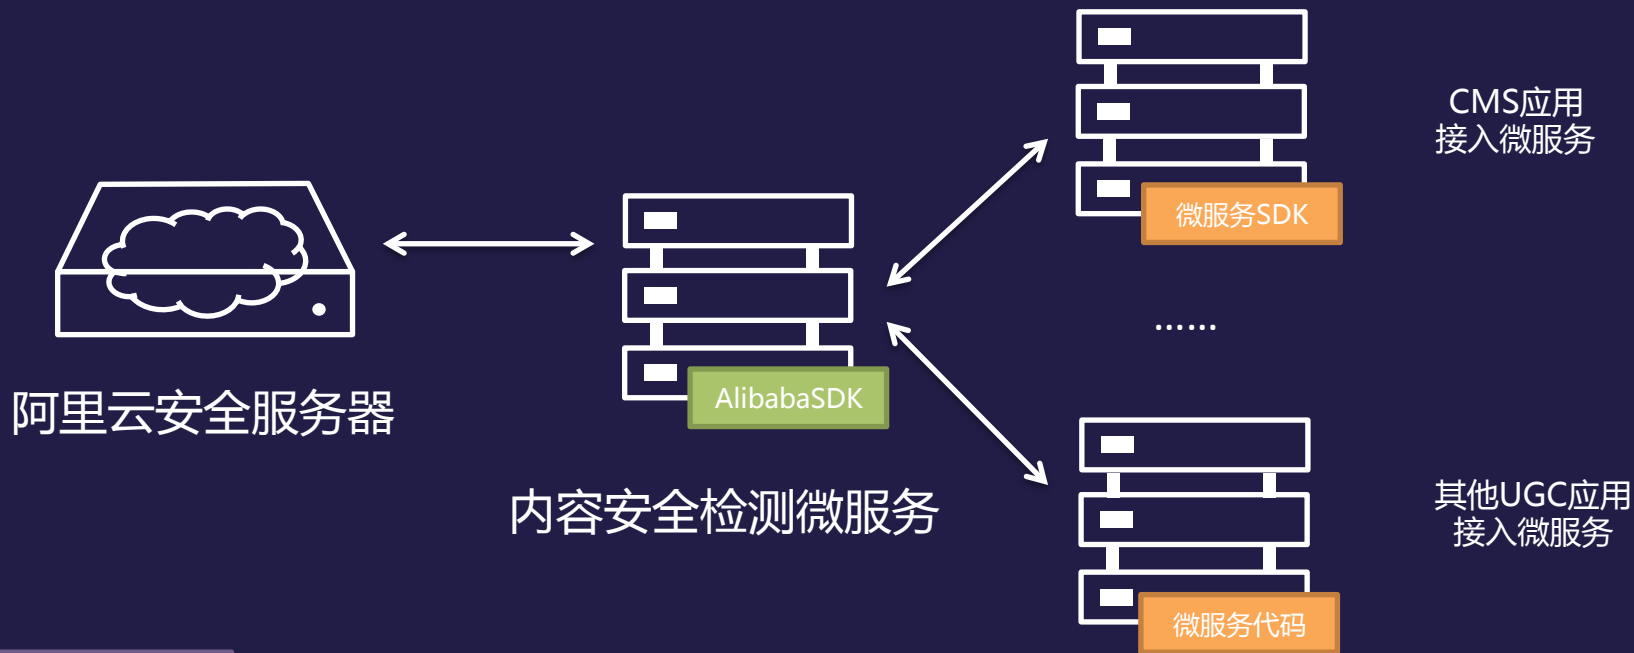 CMS应用
接入微服务
微服务SDK
AlibabaSDK
阿里云安全服务器
内容安全检测微服务
……
其他UGC应用
接入微服务
微服务代码